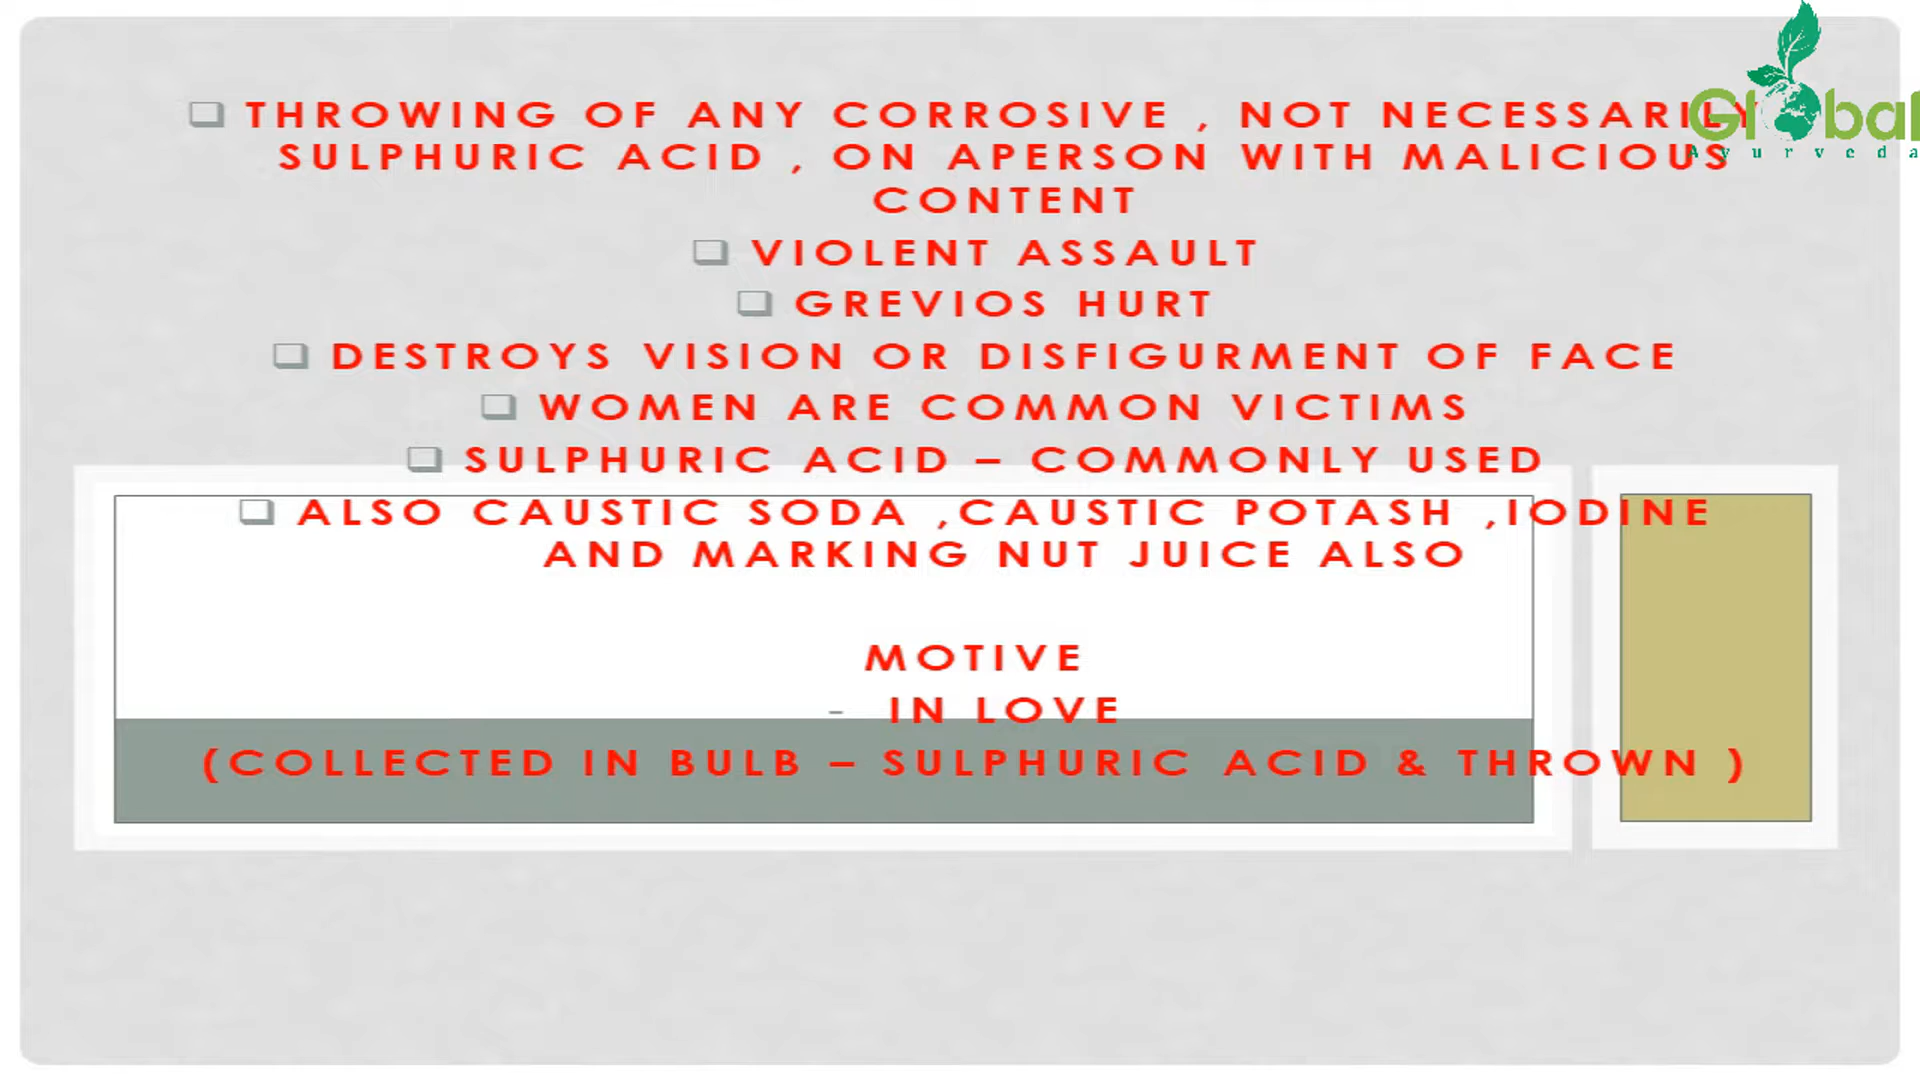 THROWING OF ANY CORROSIVE , NOT NECESSARILY
SULPHURIC ACID , ON APERSON WITH MALICIOUS
CONTENT
VIOLENT ASSAULT
GREVIOS HURT
DESTROYS VISION OR DISFIGURMENT OF FACE
WOMEN ARE COMMON VICTIMS
SULPHURIC ACID – COMMONLY USED
ALSO CAUSTIC SODA ,CAUSTIC POTASH ,IODINE
AND MARKING NUT JUICE ALSO
MOTIVE
- IN LOVE
(COLLECTED IN BULB – SULPHURIC ACID & THROWN )
Global
Ayurveda